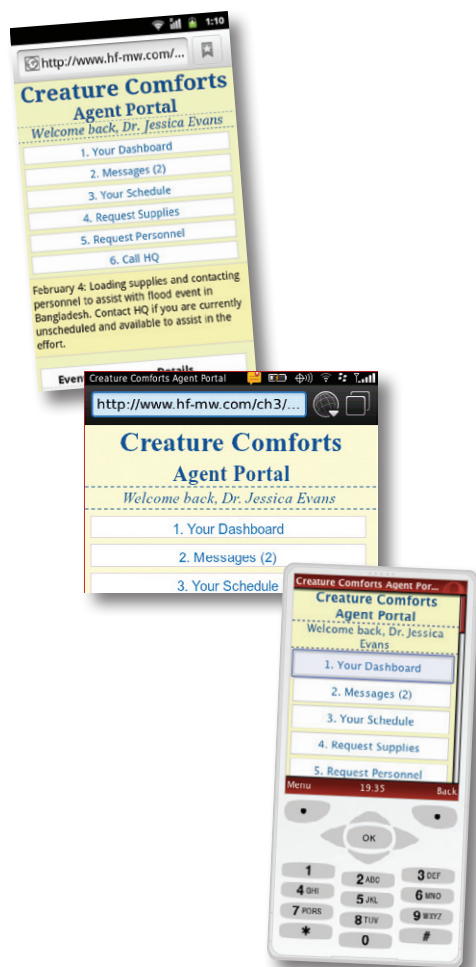 1:10
http://www.hf-mw.com/...
Creature Comforts
Agent Portal
Welcome back, Dr. Jessica Evans
1. Your Dashboard
2. Messages (2)
3. Your Schedule
4. Request Supplies
5. Request Personnel
6. Call HQ
February 4: Loading supplies and contacting
personnel to assist with flood event in
Bangladesh. Contact HQ if you are currently
unscheduled and available to assist in the
effort.
Details
Creature Comforts Agent Portal
http://www.hf-mw.com/ch3/...
Creature Comforts
Agent Portal
Welcome back, Dr. Jessica Evans
1. Your Dashboard
2. Messages (2)
3. Your Schedule
Creature Comforts Agent Por...
Creature Comforts
Agent Portal
Welcome back, Dr. Jessica
Evans
1. Your Dashboard
2. Messages (2)
3. Your Schedule
4. Request Supplies
5. Request Personnel
Menu 19:35 Back
OK
1 2 ABC 3 DEF
4 GHI 5 JKL 6 MNO
7 PQRS 8 TUV 9 WXYZ
* 0 #